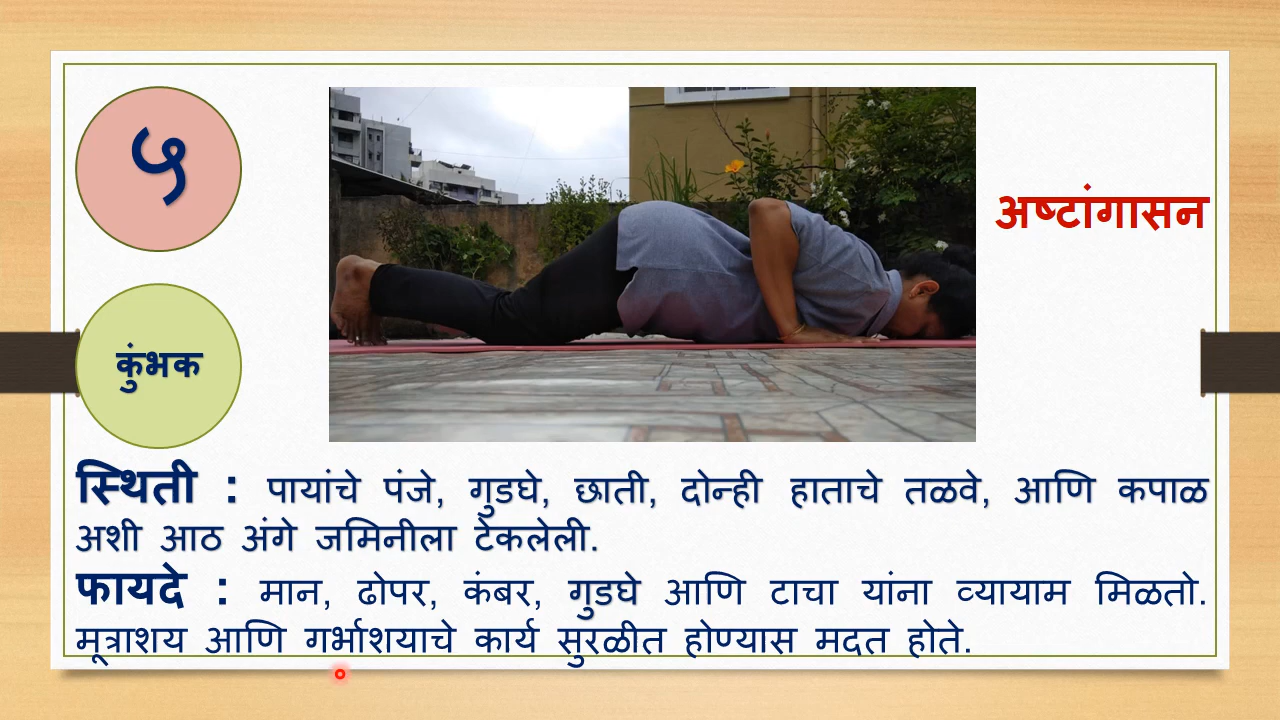 ५
अष्टांगासन
कुंभक
स्थिती : पायांचे पंजे, गुडघे, छाती, दोन्ही हाताचे तळवे, आणि कपाळ
अशी आठ अंगे जमिनीला टेकलेली.
फायदे : मान, ढोपर, कंबर, गुडघे आणि टाचा यांना व्यायाम मिळतो.
मूत्राशय आणि गर्भाशयाचे कार्य सुरळीत होण्यास मदत होते.